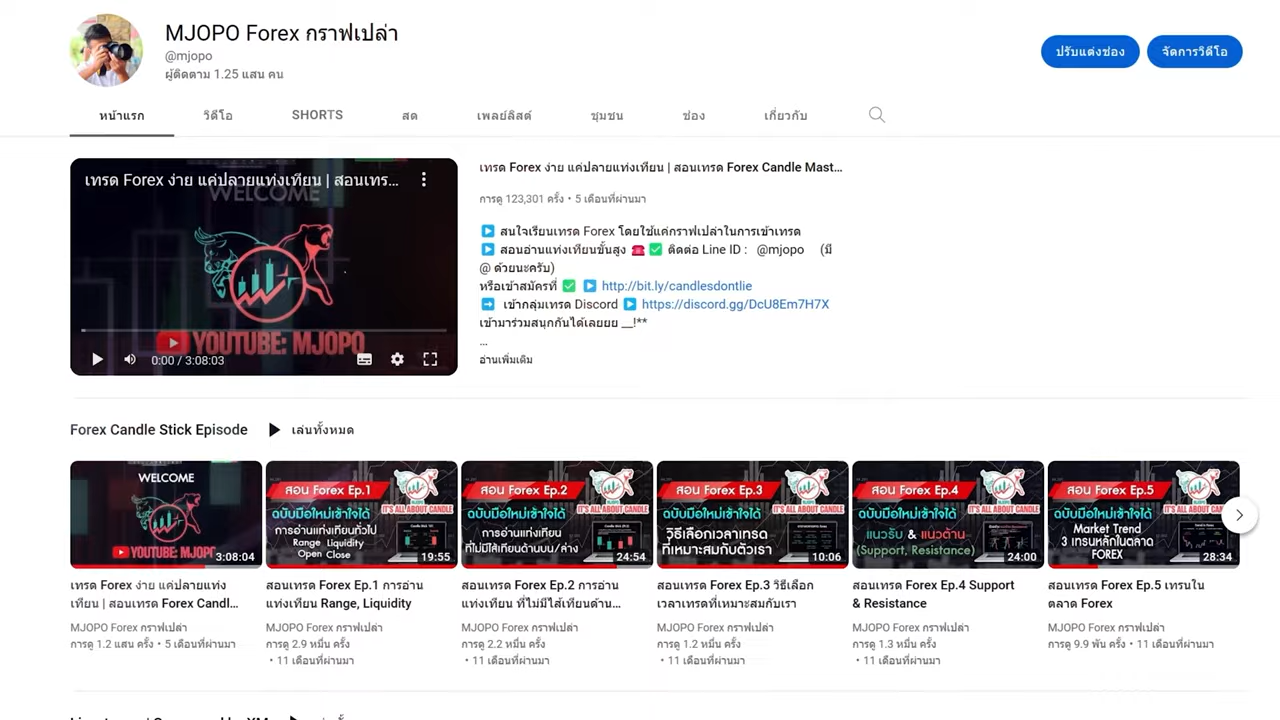 MJOPO Forex กราฟเปล่า
@mjopo
ผู้ติดตาม 1.25 แสน คน
ปรับแต่งช่อง
จัดการวิดีโอ
หน้าแรก วิดีโอ SHORTS สด เพลย์ลิสต์ ชุมชน ช่อง เกี่ยวกับ
เทรด Forex ง่าย แค่ปลายแท่งเทียน | สอนเทร...
WELCOME
YOUTUBE: MJOPO
0:00 / 3:08:03
เทรด Forex ง่าย แค่ปลายแท่งเทียน | สอนเทรด Forex Candle Mast...
การดู 123,301 ครั้ง • 5 เดือนที่ผ่านมา
สนใจเรียนเทรด Forex โดยใช้แค่กราฟเปล่าในการเข้าเทรด
สอนอ่านแท่งเทียนขั้นสูง ☎️ ✅ ติดต่อ Line ID : @mjopo (มี
@ ด้วยนะครับ)
หรือเข้าสมัครที่ ✅ ▶️ http://bit.ly/candlesdontlie
➡️ เข้ากลุ่มเทรด Discord ▶️ https://discord.gg/DcU8Em7H7X
เข้ามาร่วมสนุกกันได้เลยยย __!**
...
อ่านเพิ่มเติม
Forex Candle Stick Episode
เล่นทั้งหมด
WELCOME
YOUTUBE: MJOPO
3:08:04
เทรด Forex ง่าย แค่ปลายแท่ง
เทียน | สอนเทรด Forex Candl...
MJOPO Forex กราฟเปล่า
การดู 1.2 แสน ครั้ง • 5 เดือนที่ผ่านมา
สอน Forex Ep.1
IT'S ALL ABOUT CANDLE
ฉบับมือใหม่เข้าใจได้
การอ่านแท่งเทียนทั่วไป
Range Liquidity
Open Close
19:55
สอนเทรด Forex Ep.1 การอ่าน
แท่งเทียน Range, Liquidity
MJOPO Forex กราฟเปล่า
การดู 2.9 หมื่น ครั้ง
• 11 เดือนที่ผ่านมา
สอน Forex Ep.2
IT'S ALL ABOUT CANDLE
ฉบับมือใหม่เข้าใจได้
การอ่านแท่งเทียน
ที่ไม่มีไส้เทียนด้านบน/ล่าง
24:54
สอนเทรด Forex Ep.2 การอ่าน
แท่งเทียน ที่ไม่มีไส้เทียนด้าน...
MJOPO Forex กราฟเปล่า
การดู 2.2 หมื่น ครั้ง
• 11 เดือนที่ผ่านมา
สอน Forex Ep.3
IT'S ALL ABOUT CANDLE
ฉบับมือใหม่เข้าใจได้
วิธีเลือกเวลาเทรด
ที่เหมาะสมกับตัวเรา
10:06
สอนเทรด Forex Ep.3 วิธีเลือก
เวลาเทรดที่เหมาะสมกับเรา
MJOPO Forex กราฟเปล่า
การดู 1.2 หมื่น ครั้ง
• 11 เดือนที่ผ่านมา
สอน Forex Ep.4
IT'S ALL ABOUT CANDLE
ฉบับมือใหม่เข้าใจได้
แนวรับ & แนวต้าน
(Support, Resistance)
24:00
สอนเทรด Forex Ep.4 Support
& Resistance
MJOPO Forex กราฟเปล่า
การดู 1.3 หมื่น ครั้ง
• 11 เดือนที่ผ่านมา
สอน Forex Ep.5
IT'S ALL ABOUT CANDLE
ฉบับมือใหม่เข้าใจได้
Market Trend
3 เทรนหลักในตลาด
FOREX
28:34
สอนเทรด Forex Ep.5 เทรนใน
ตลาด Forex
MJOPO Forex กราฟเปล่า
การดู 9.9 พัน ครั้ง • 11 เดือนที่ผ่านมา